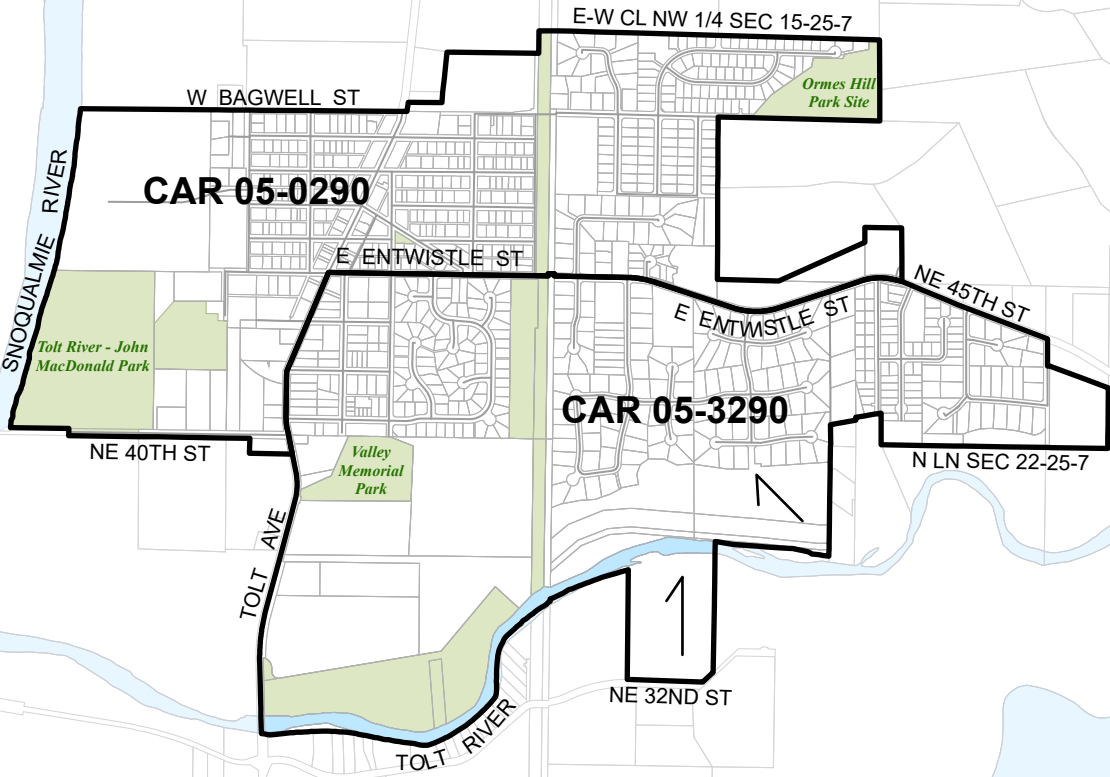 E-W CL NW 1/4 SEC 15-25-7
Ormes Hill
Park Site
W BAGWELL ST
CAR 05-0290
SNOQUALMIE RIVER
E ENTWISTLE ST
NE 45TH ST
E ENTWISTLE ST
Tolt River - John
MacDonald Park
CAR 05-3290
NE 40TH ST
Valley
Memorial
Park
N LN SEC 22-25-7
TOLT AVE
NE 32ND ST
TOLT RIVER